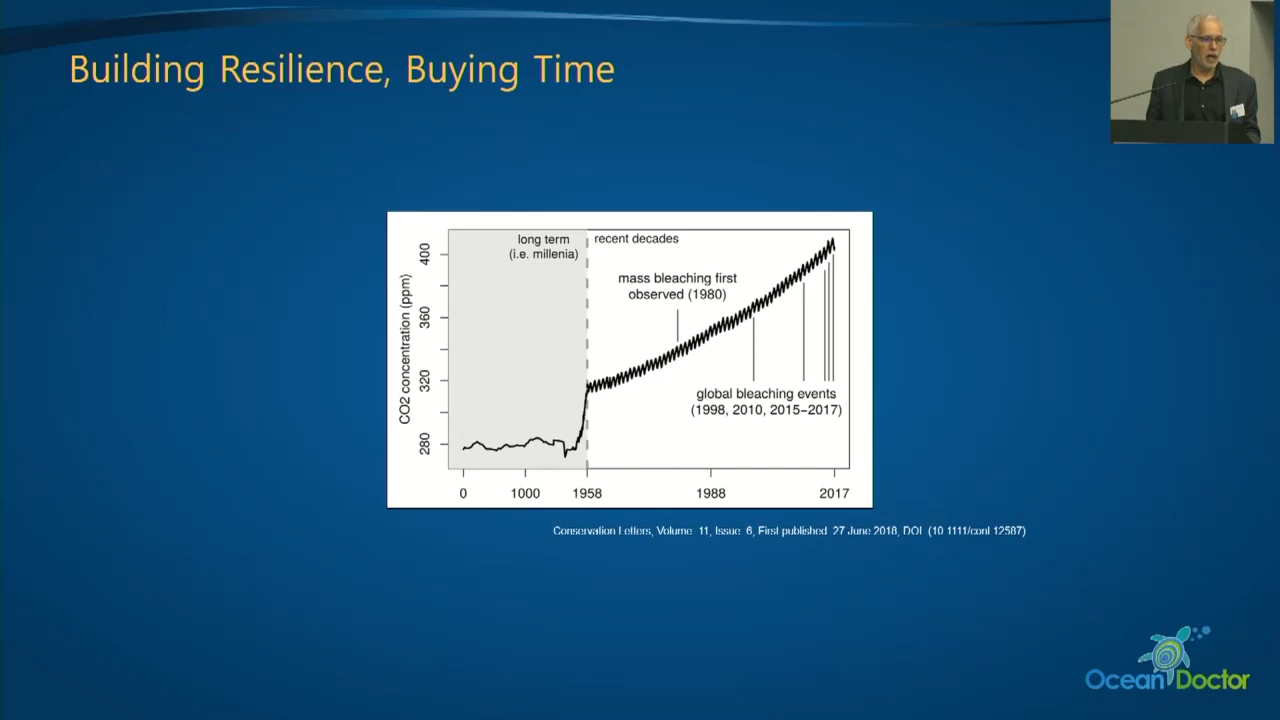 Building Resilience, Buying Time
long term
(i.e. millenia)
recent decades
mass bleaching first
observed (1980)
global bleaching events
(1998, 2010, 2015–2017)
CO2 concentration (ppm)
400
360
320
280
0
1000
1958
1988
2017
Conservation Letters, Volume 11, Issue 6, First published 27 June 2018, DOI (10 1111/conl 12587)
Ocean Doctor